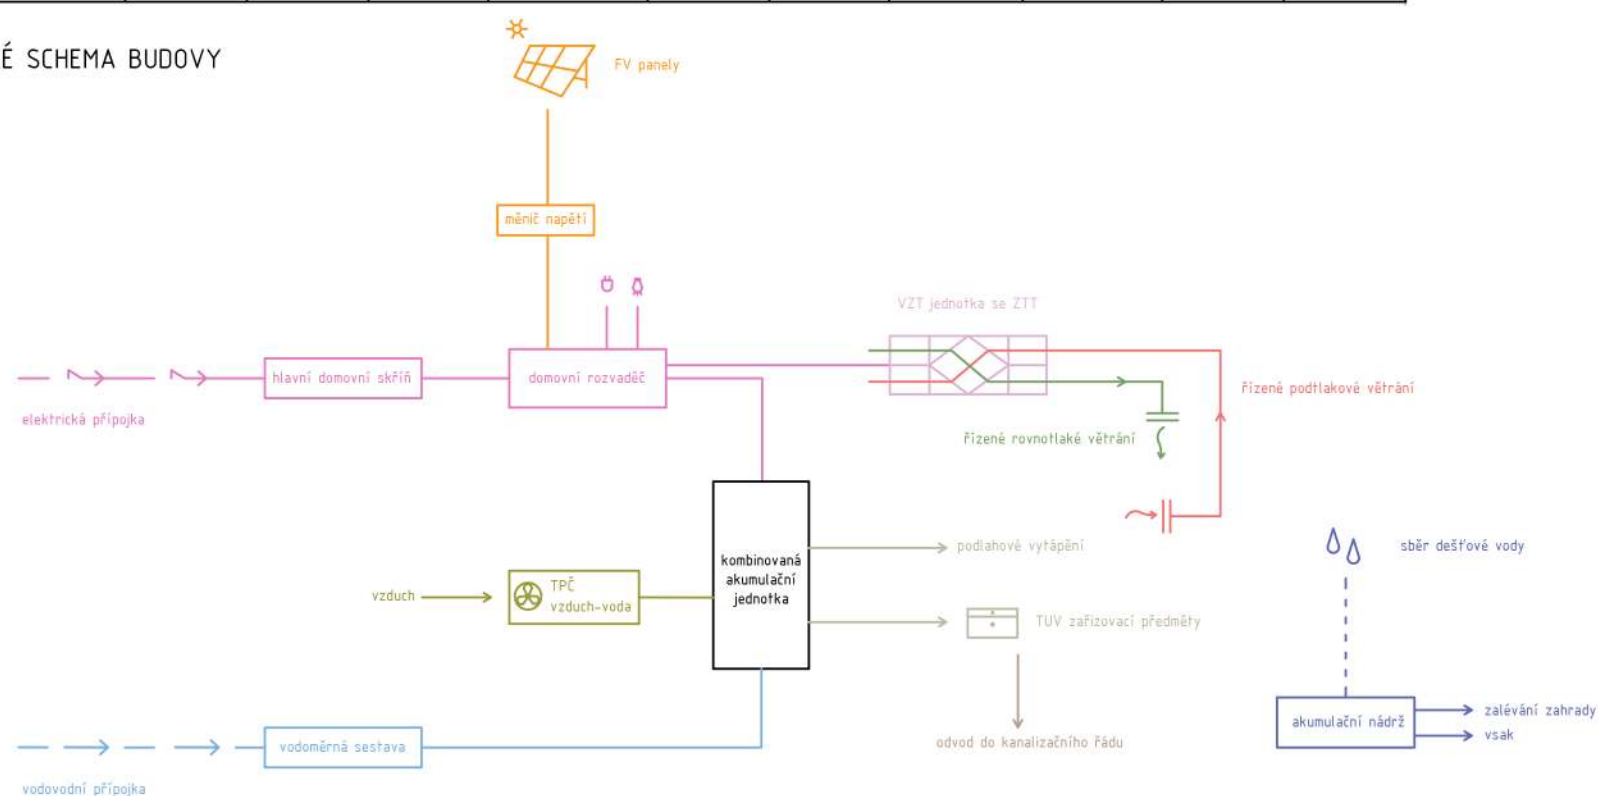 É SCHEMA BUDOVY
FV panely
měnič napětí
VZT jednotka se ZTT
hlavní domovní skříň
domovní rozvaděč
elektrická přípojka
řízené podtlakové větrání
řízené rovnotlaké větrání
kombinovaná
akumulační
jednotka
podlahové vytápění
sběr dešťové vody
vzduch
TPČ
vzduch-voda
TUV zařizovací předměty
akumulační nádrž
zalévání zahrady
vsak
odvod do kanalizačního řádu
vodoměrná sestava
vodovodní přípojka